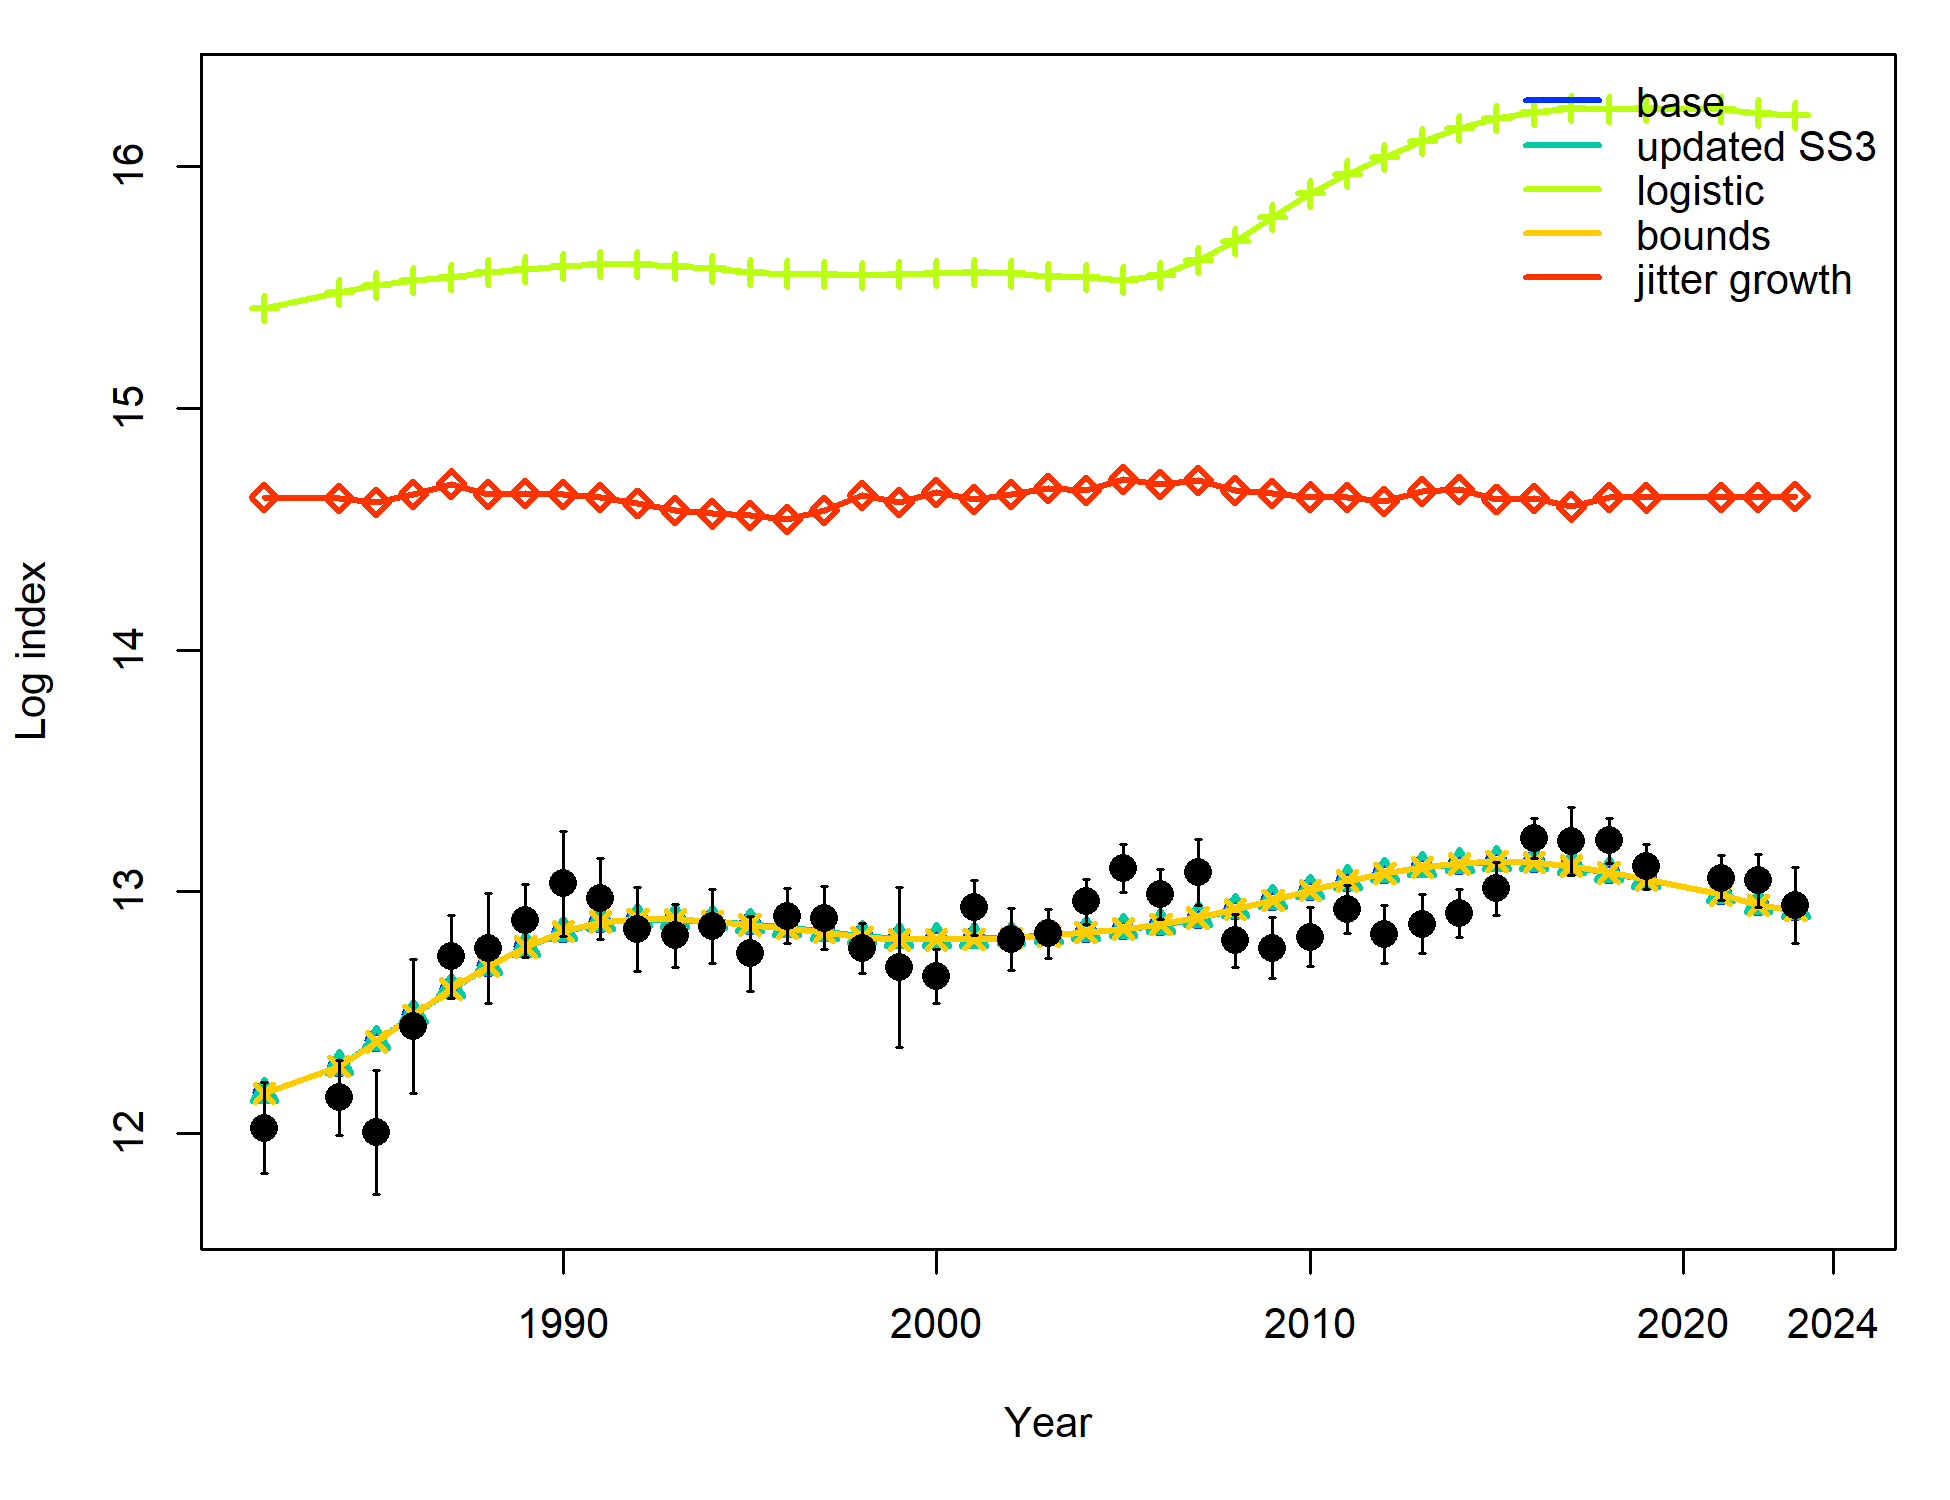 base
updated SS3
logistic
bounds
jitter growth
16
15
14
13
12
Log index
1990
2000
2010
2020
2024
Year